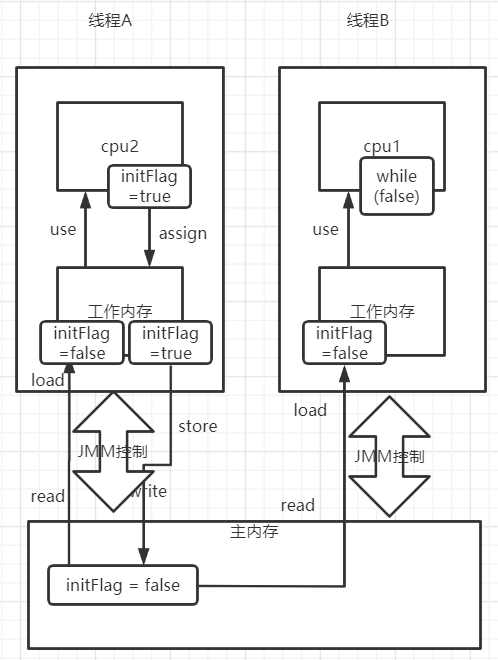 线程A
线程B
cpu2
initFlag
=true
cpu1
while
(false)
use
assign
use
工作内存
initFlag
=false
initFlag
=true
工作内存
initFlag
=false
load
store
load
JMM控制
JMM控制
read
write
read
主内存
initFlag = false